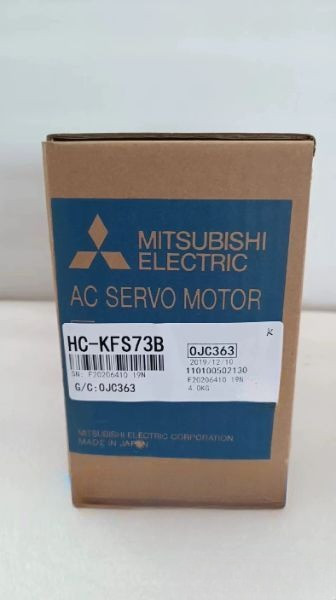 MITSUBISHI
ELECTRIC
AC SERVO MOTOR
HC-KFS73B
SN: F20206410 19N
G/C:0JC363
K
0JC363
2019/12/10
110100502130
F20206410 19N
4.0KG
MITSUBISHI ELECTRIC CORPORATION
MADE IN JAPAN